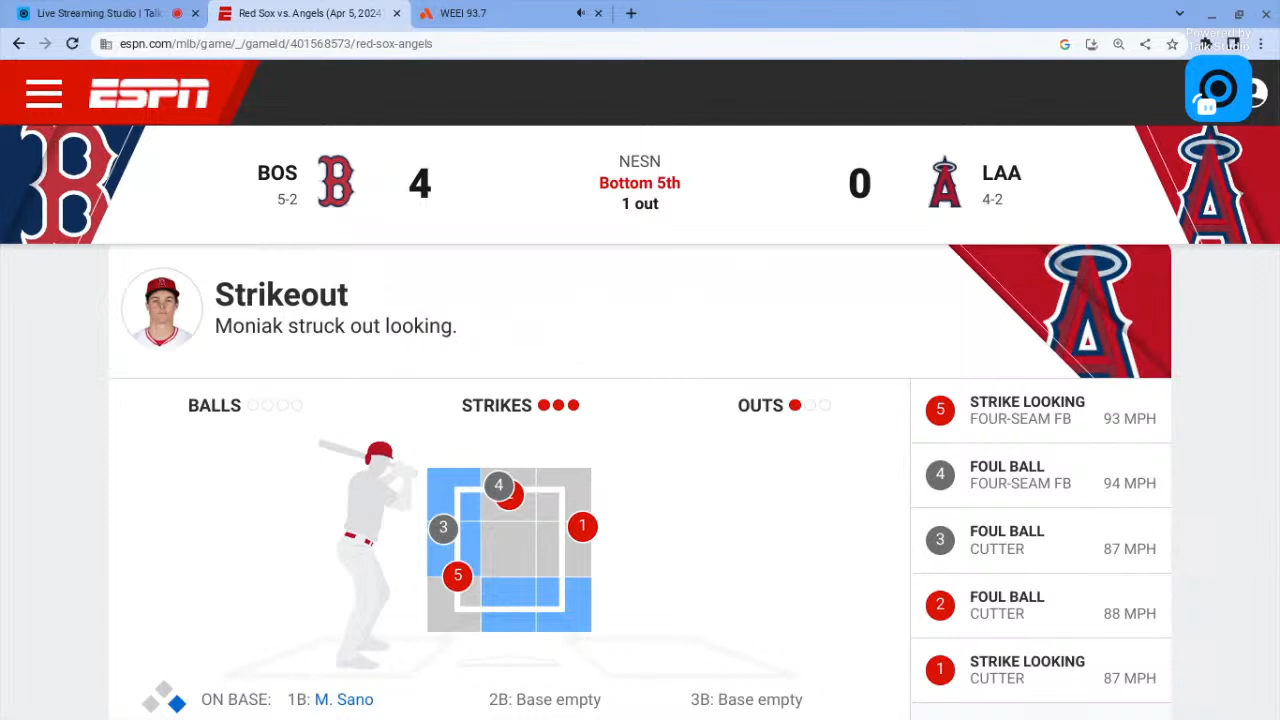 Live Streaming Studio | Talk
Red Sox vs. Angels (Apr 5, 2024
WEEI 93.7
espn.com/mlb/game/_/gameId/401568573/red-sox-angels
Powered by
Talk Studio
ESPN
BOS
5-2
4
NESN
Bottom 5th
1 out
0
LAA
4-2
Strikeout
Moniak struck out looking.
BALLS
STRIKES
OUTS
4
3
1
5
5 STRIKE LOOKING
FOUR-SEAM FB 93 MPH
4 FOUL BALL
FOUR-SEAM FB 94 MPH
3 FOUL BALL
CUTTER 87 MPH
2 FOUL BALL
CUTTER 88 MPH
1 STRIKE LOOKING
CUTTER 87 MPH
ON BASE: 1B: M. Sano 2B: Base empty 3B: Base empty